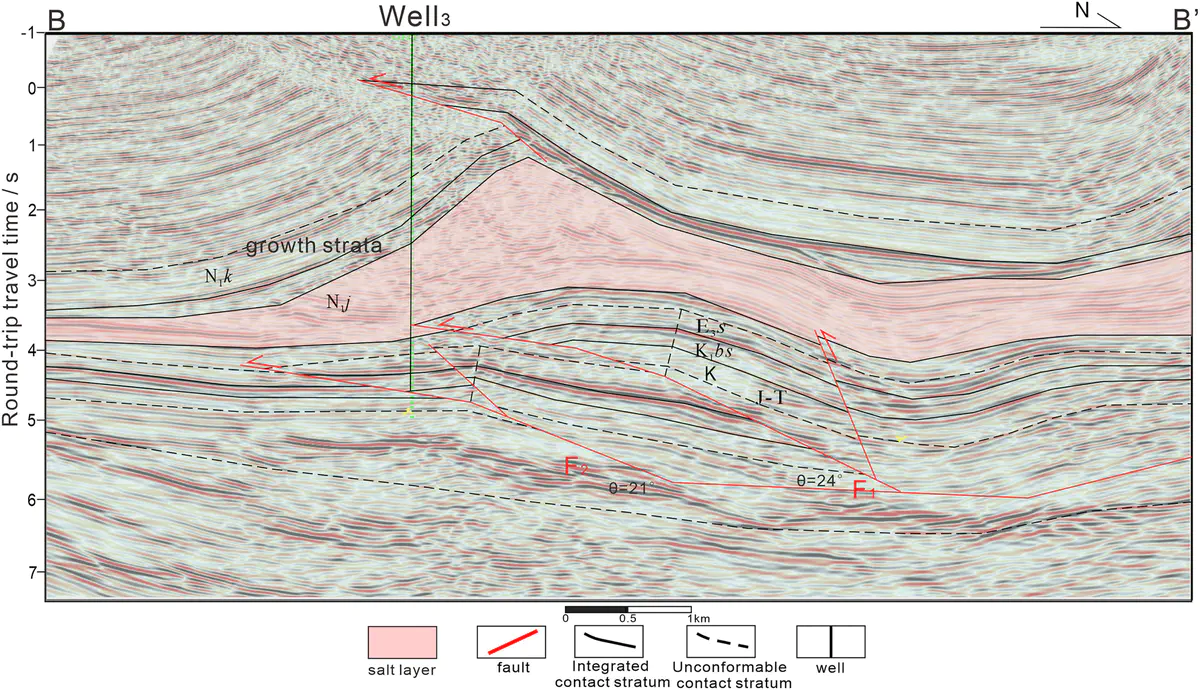 B
Well3
N
B’
-1
0
1
2
3
4
5
6
7
Round-trip travel time / s
growth strata
N1k
N1j
E3s
K1bs
K
J-T
F2
θ=21°
θ=24°
F1
0 0.5 1km
salt layer
fault
Integrated
contact stratum
Unconformable
contact stratum
well